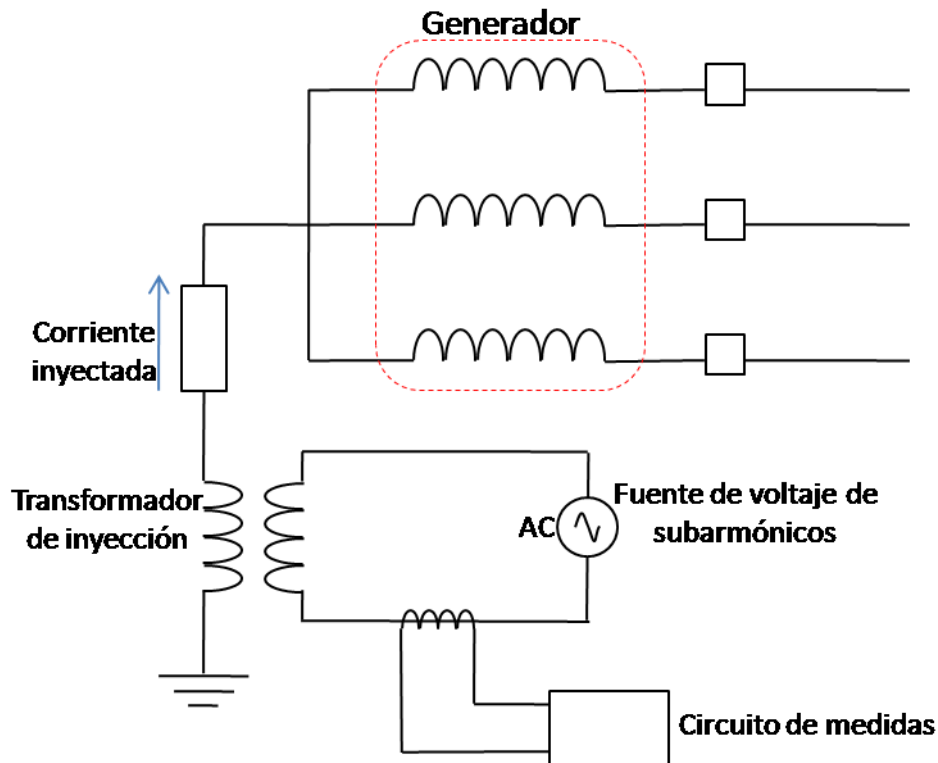 Generador
Corriente
inyectada
Transformador
de inyección
AC
Fuente de voltaje de
subarmónicos
Circuito de medidas